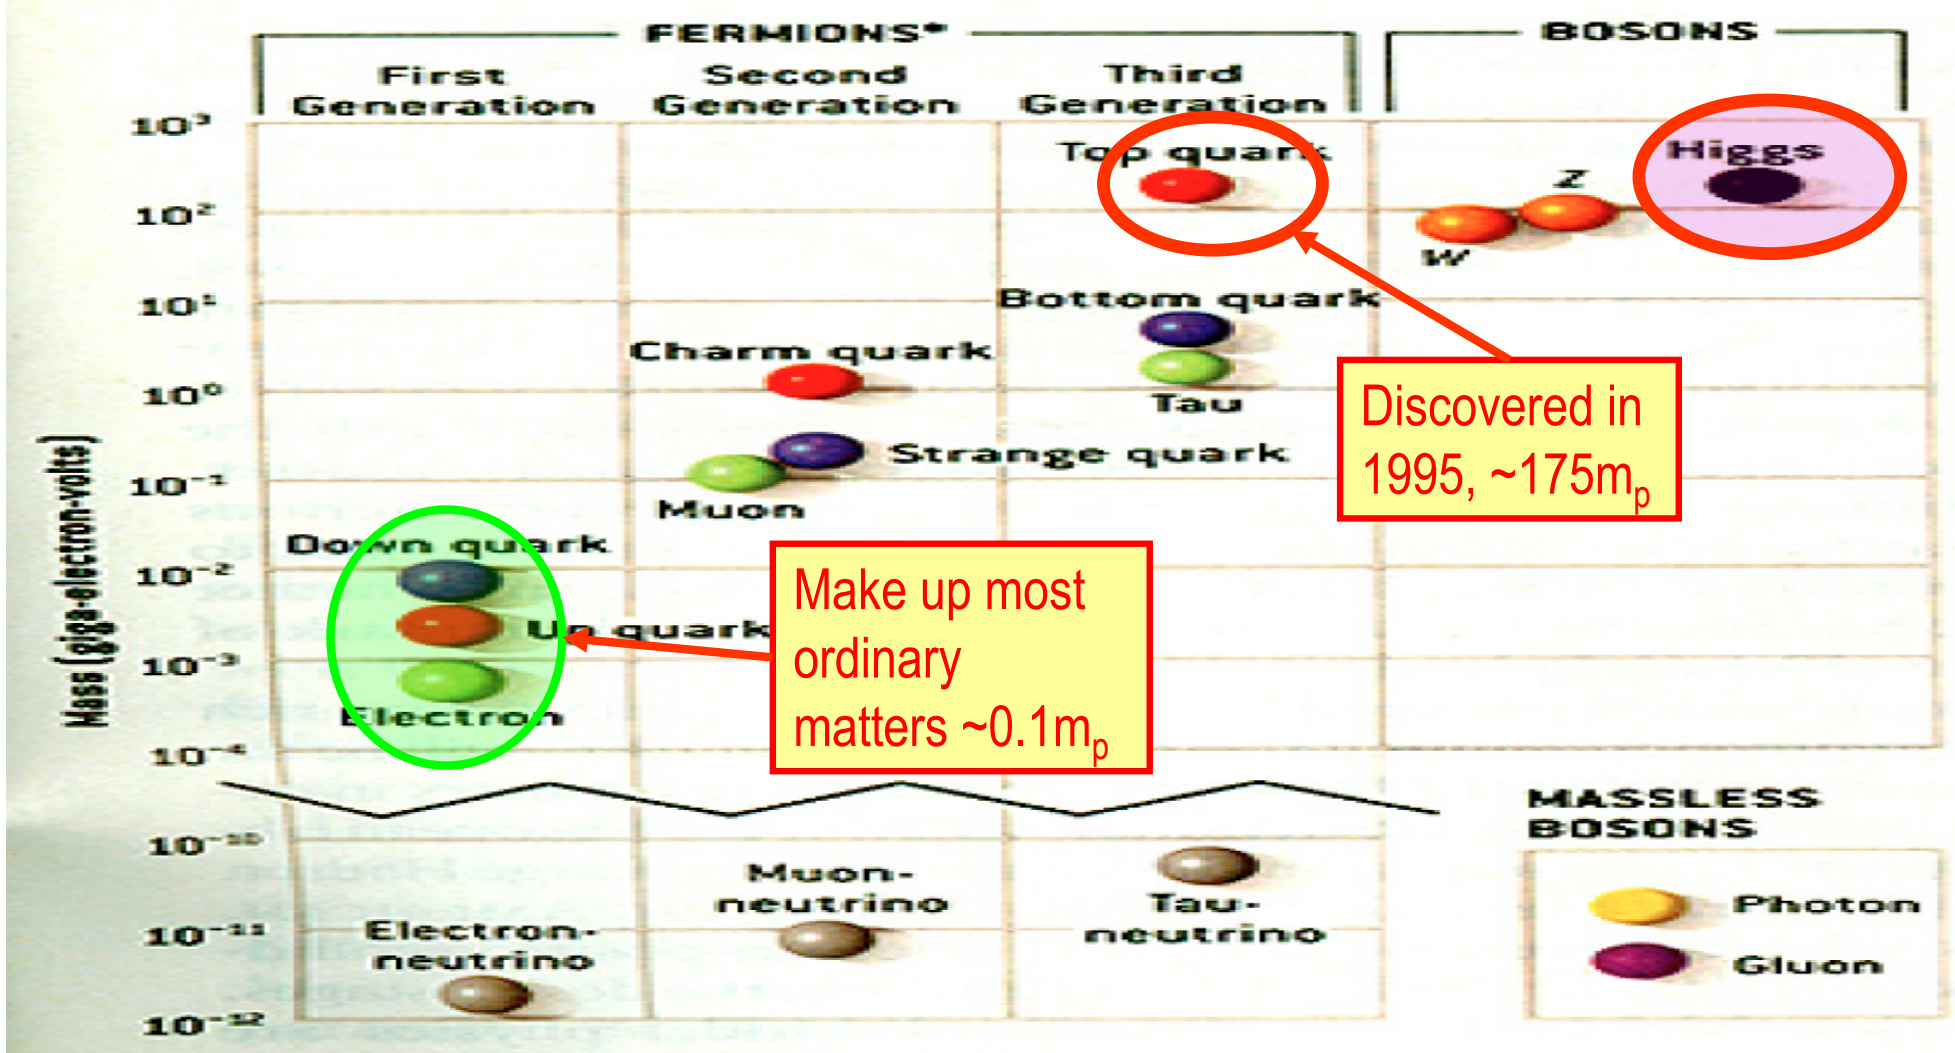 FERMIONS*
BOSONS
First Generation
Second Generation
Third Generation
10³
10²
10¹
10⁰
10⁻¹
10⁻²
10⁻³
10⁻⁴
10⁻¹⁰
10⁻¹¹
10⁻¹²
Mass (giga-electron-volts)
Top quark
Higgs
Z
W
Bottom quark
Charm quark
Tau
Strange quark
Muon
Down quark
Up quark
Electron
Discovered in
1995, ~175mₚ
Make up most
ordinary
matters ~0.1mₚ
Muon-
neutrino
Tau-
neutrino
Electron-
neutrino
MASSLESS
BOSONS
Photon
Gluon